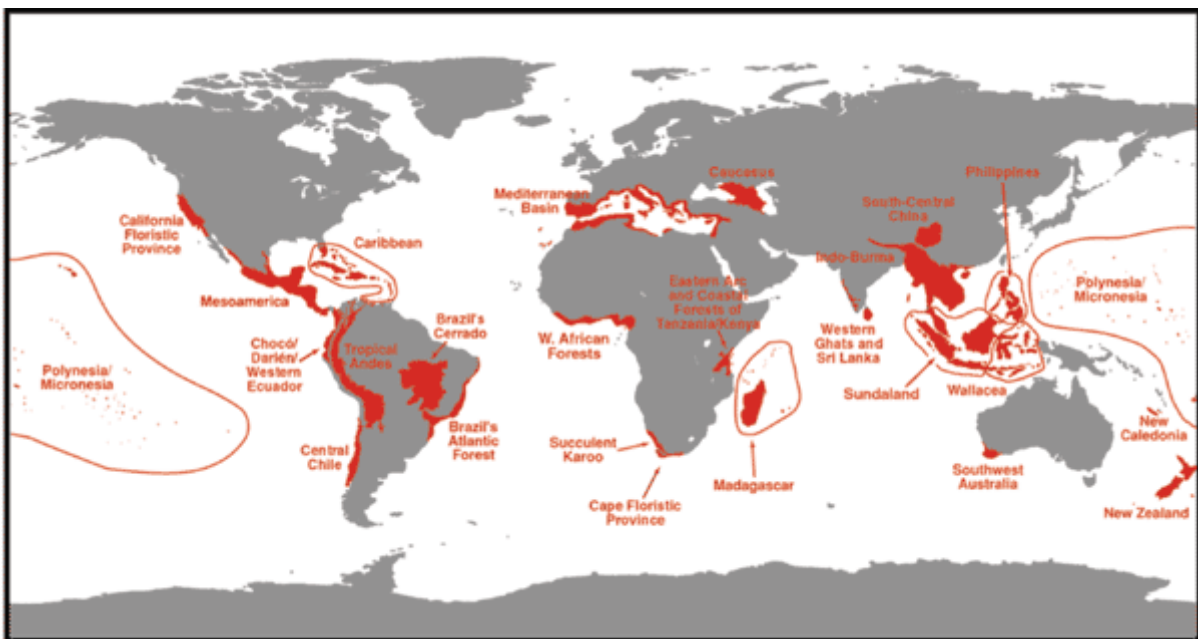 Philippines
Caucasus
Mediterranean
Basin
South-Central
China
California
Floristic
Province
Caribbean
Indo-Burma
Eastern Arc
and Coastal
Forests of
Tanzania/Kenya
Polynesia/
Micronesia
Mesoamerica
Brazil's
Cerrado
W. African
Forests
Western
Ghats and
Sri Lanka
Chocó/
Darién/
Western
Ecuador
Tropical
Andes
Polynesia/
Micronesia
Sundaland
Wallacea
New
Caledonia
Brazil's
Atlantic
Forest
Central
Chile
Succulent
Karoo
Madagascar
Southwest
Australia
Cape Floristic
Province
New Zealand